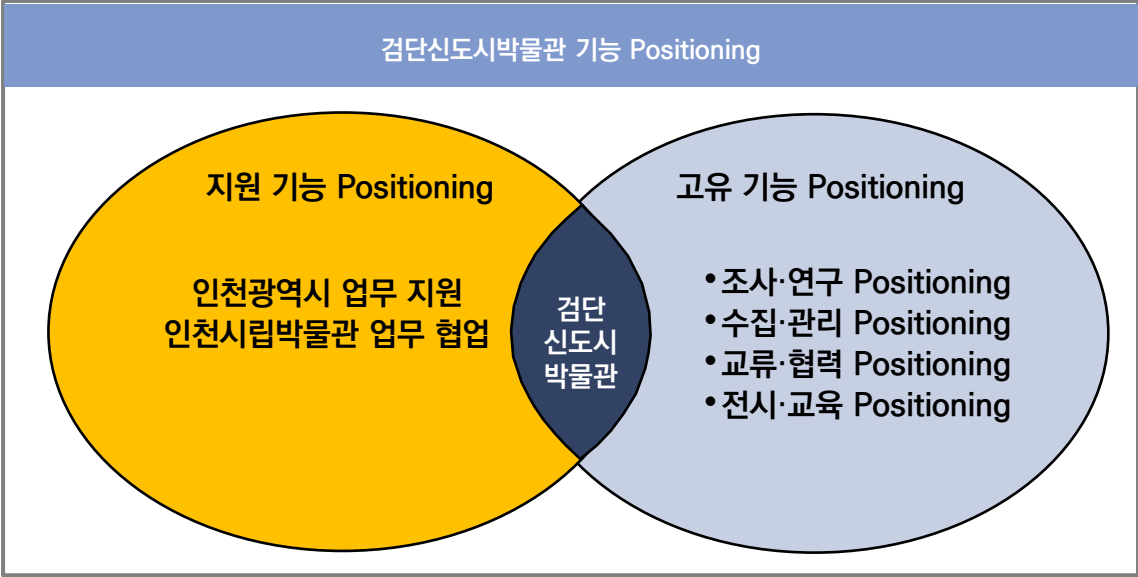 검단신도시박물관 기능 Positioning
지원 기능 Positioning
인천광역시 업무 지원
인천시립박물관 업무 협업
검단
신도시
박물관
고유 기능 Positioning
•조사·연구 Positioning
•수집·관리 Positioning
•교류·협력 Positioning
•전시·교육 Positioning